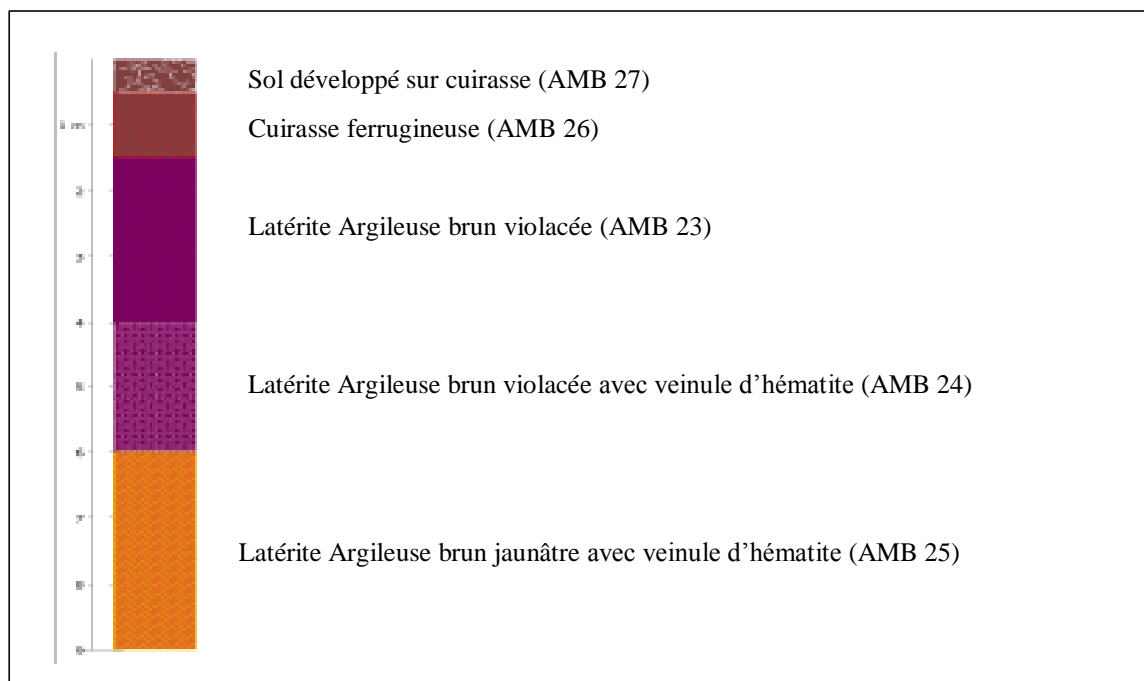 Sol développé sur cuirasse (AMB 27)
Cuirasse ferrugineuse (AMB 26)
Latérite Argileuse brun violacée (AMB 23)
Latérite Argileuse brun violacée avec veinule d’hématite (AMB 24)
Latérite Argileuse brun jaunâtre avec veinule d’hématite (AMB 25)